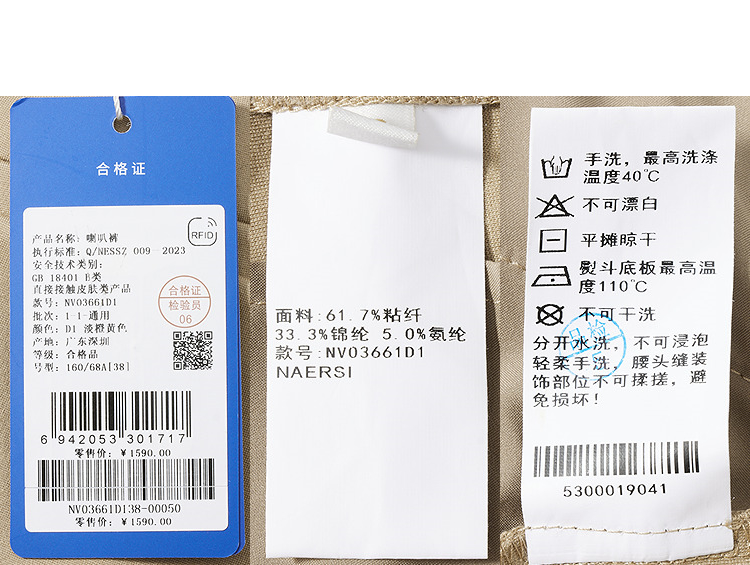 合格证
RFID
产品名称: 喇叭裤
执行标准: Q/NESSZ 009-2023
安全技术类别:
GB 18401 B类
直接接触皮肤类产品
款号: NV03661D1
批次: 1-1-通用
颜色: D1 淡橙黄色
产地: 广东深圳
等级: 合格品
号型: 160/68A[38]
合格证
检验员
06
6 942053 301717
零售价: ¥1590.00
NV03661D138-00050
零售价: ¥1590.00
面料:61.7%粘纤
33.3%锦纶 5.0%氨纶
款号:NV03661D1
NAERSI
手洗，最高洗涤
温度40℃
不可漂白
平摊晾干
熨斗底板最高温
度110℃
不可干洗
分开水洗，不可浸泡
轻柔手洗，腰头缝装
饰部位不可揉搓，避
免损坏！
5300019041